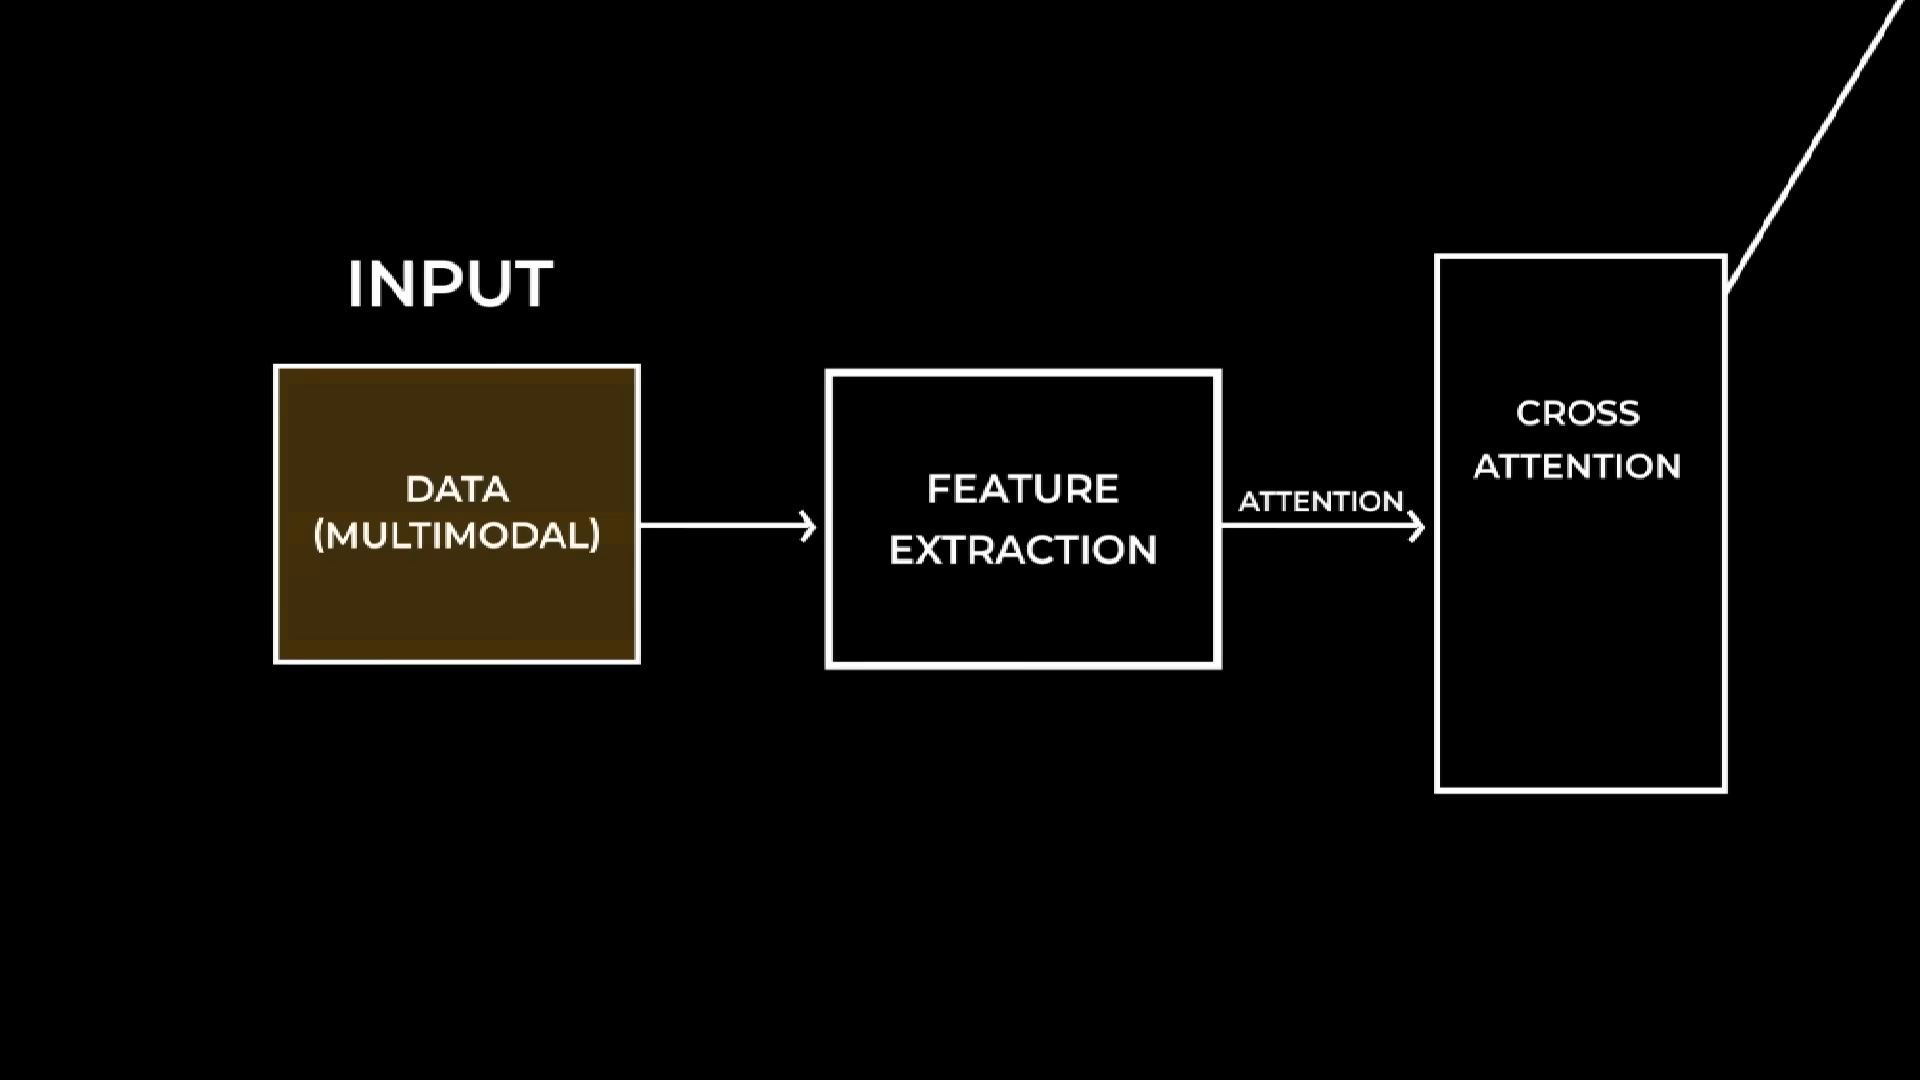 INPUT
DATA
(MULTIMODAL)
FEATURE
EXTRACTION
ATTENTION
CROSS
ATTENTION